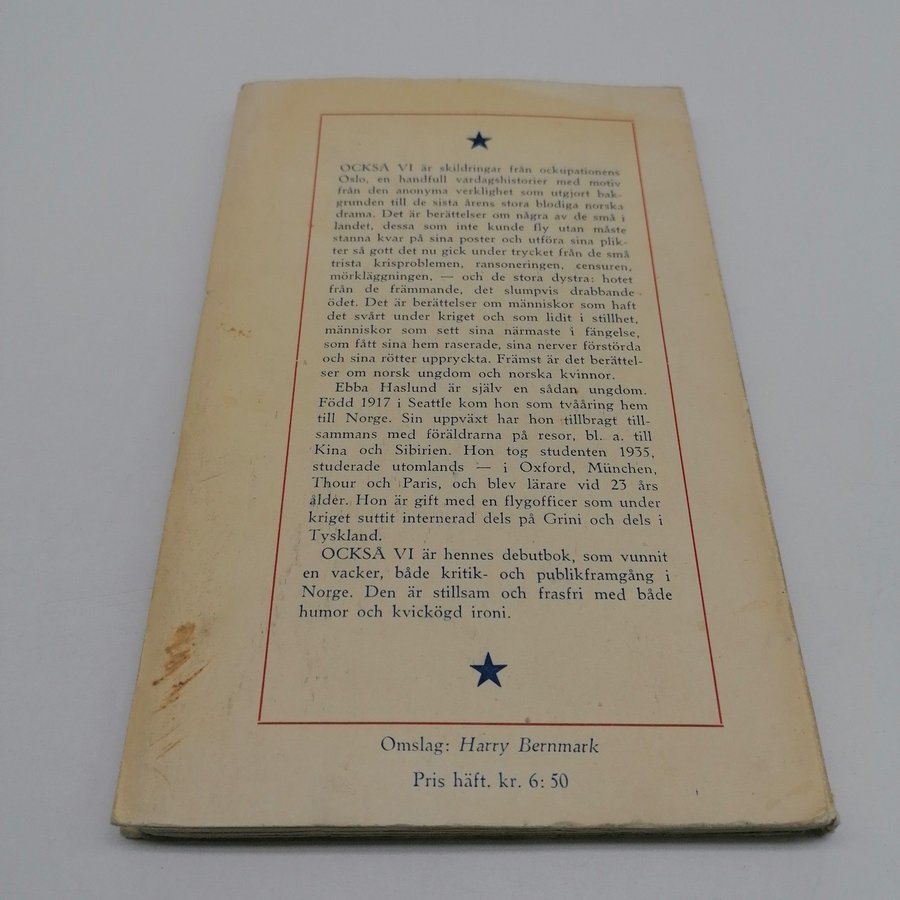 OCKSÅ VI är skildringar från ockupationens
Oslo, en handfull vardagshistorier med motiv
från den anonyma verklighet som utgjort bak-
grunden till de sista årens stora blodiga norska
drama. Det är berättelser om några av de små i
landet, dessa som inte kunde fly utan måste
stanna kvar på sina poster och utföra sina plik-
ter så gott det nu gick under trycket från de små
trista krisproblemen, ransoneringen, censuren,
mörkläggningen, — och de stora dystra: hotet
från de främmande, det slumpvis drabbande
ödet. Det är berättelser om människor som haft
det svårt under kriget och som lidit i stillhet,
människor som sett sina närmaste i fängelse,
som fått sina hem raserade, sina nerver förstörda
och sina rötter uppryckta. Främst är det berättel-
ser om norsk ungdom och norska kvinnor.
Ebba Haslund är själv en sådan ungdom.
Född 1917 i Seattle kom hon som tvååring hem
till Norge. Sin uppväxt har hon tillbragt till-
sammans med föräldrarna på resor, bl. a. till
Kina och Sibirien. Hon tog studenten 1935,
studerade utomlands — i Oxford, München,
Thour och Paris, och blev lärare vid 23 års
ålder. Hon är gift med en flygofficer som under
kriget suttit internerad dels på Grini och dels i
Tyskland.
OCKSÅ VI är hennes debutbok, som vunnit
en vacker, både kritik- och publikframgång i
Norge. Den är stillsam och frasfri med både
humor och kvickögd ironi.
Omslag: Harry Bernmark
Pris häft. kr. 6:50